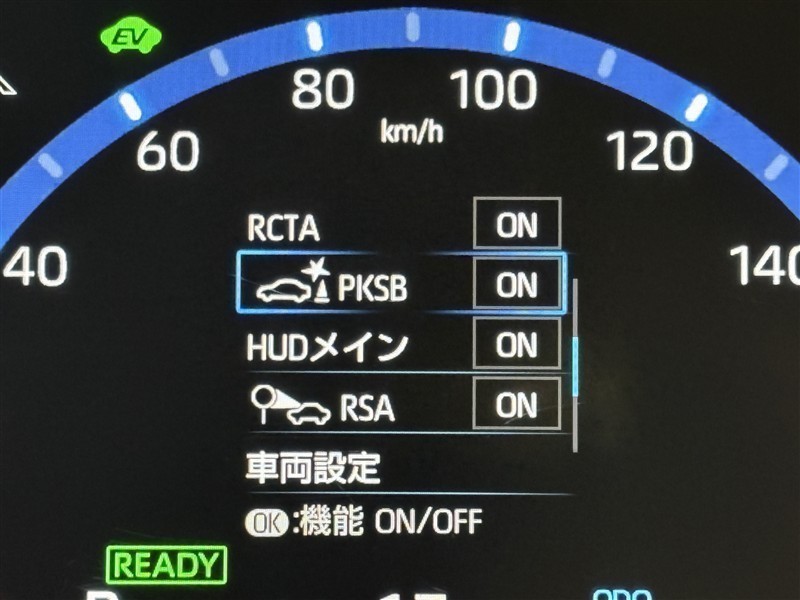 EV
80 100
km/h
60 120
40 140
RCTA ON
PKSB ON
HUDメイン ON
RSA ON
車両設定
OK:機能 ON/OFF
READY